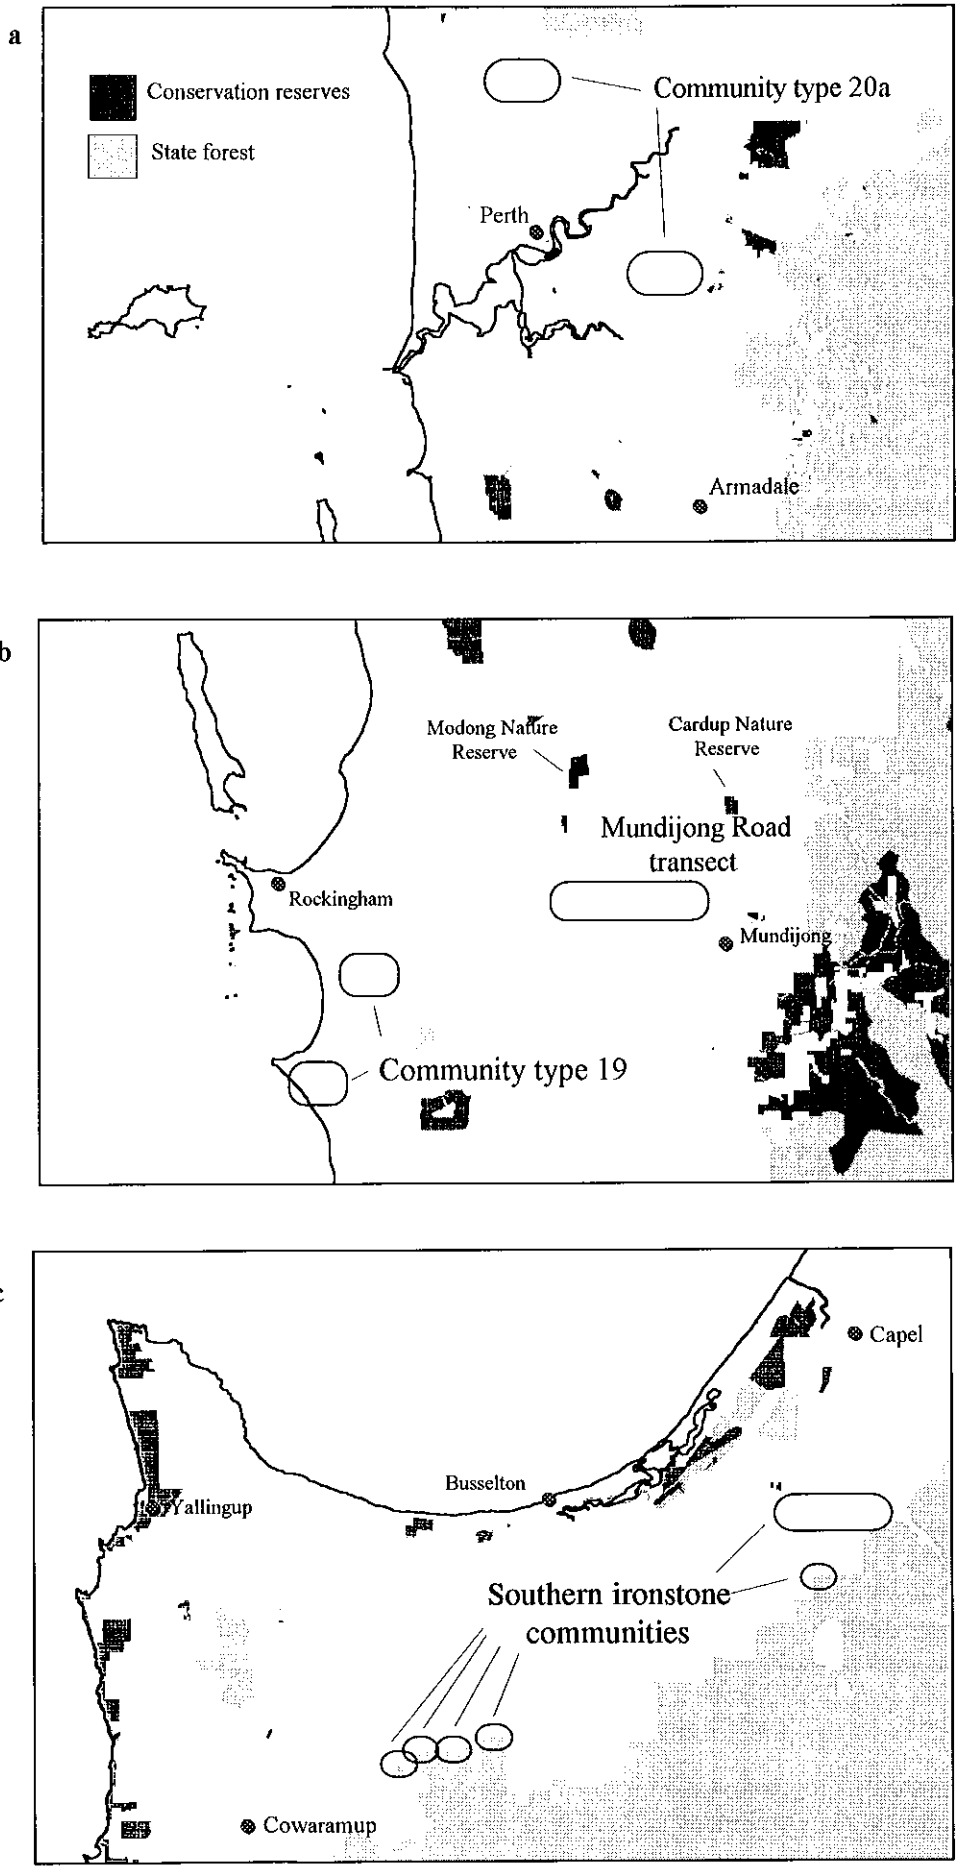 a
Conservation reserves
State forest
Community type 20a
Perth
Armadale
b
Modong Nature
Reserve
Cardup Nature
Reserve
Mundijong Road
transect
Rockingham
Mundijong
Community type 19
c
Capel
Busselton
Yallingup
Southern ironstone
communities
Cowaramup